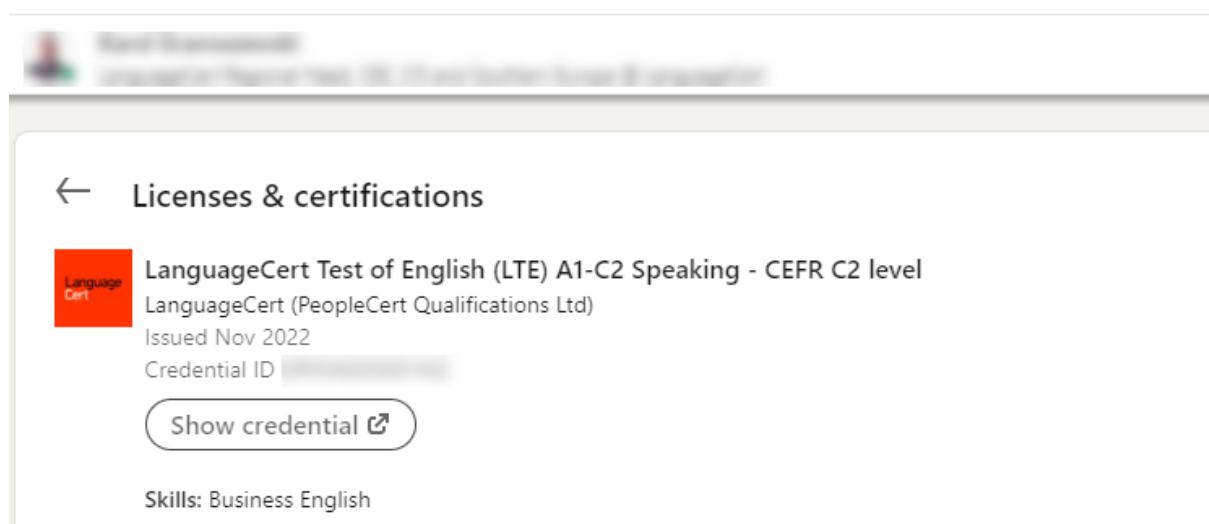 Licenses & certifications
Language
Cert
LanguageCert Test of English (LTE) A1-C2 Speaking - CEFR C2 level
LanguageCert (PeopleCert Qualifications Ltd)
Issued Nov 2022
Credential ID
Show credential
Skills: Business English